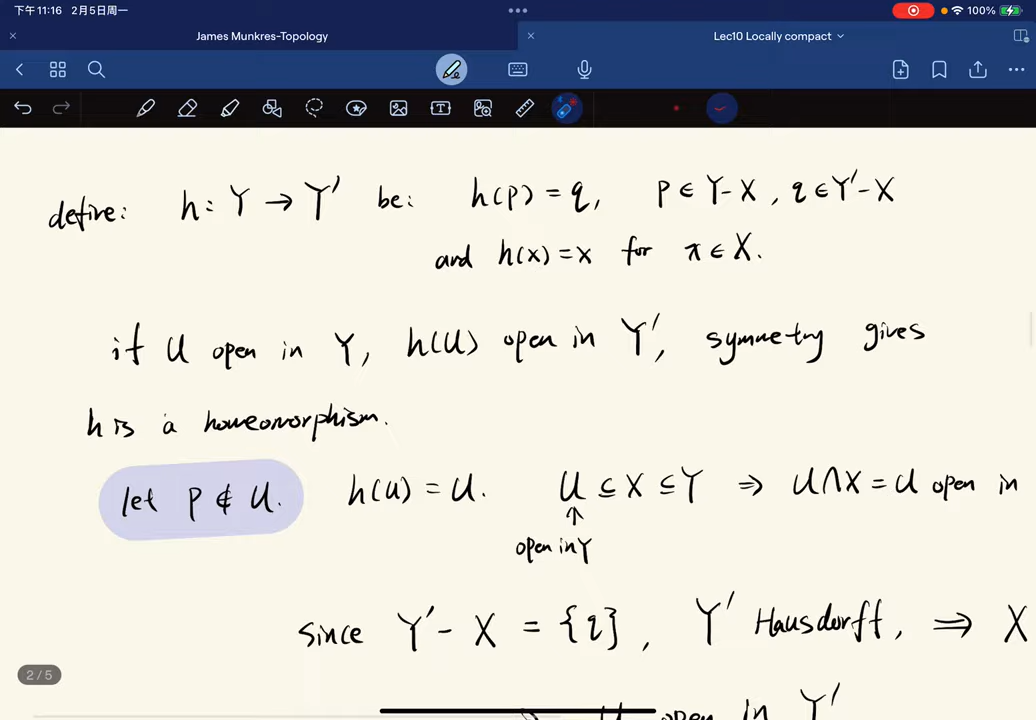 下午11:16 2月5日周一
100%
James Munkres-Topology
Lec10 Locally compact
define: h: Y → Y' be: h(p) = q, p ∈ Y-X, q ∈ Y'-X
and h(x) = x for x ∈ X.
if U open in Y, h(U) open in Y', symmetry gives
h is a homeomorphism.
let p ∉ U. h(U) = U. U ⊆ X ⊆ Y ⇒ U∩X = U open in
↑
open in Y
since Y' - X = {q}, Y' Hausdorff, ⇒ X
U open in Y'
2/5